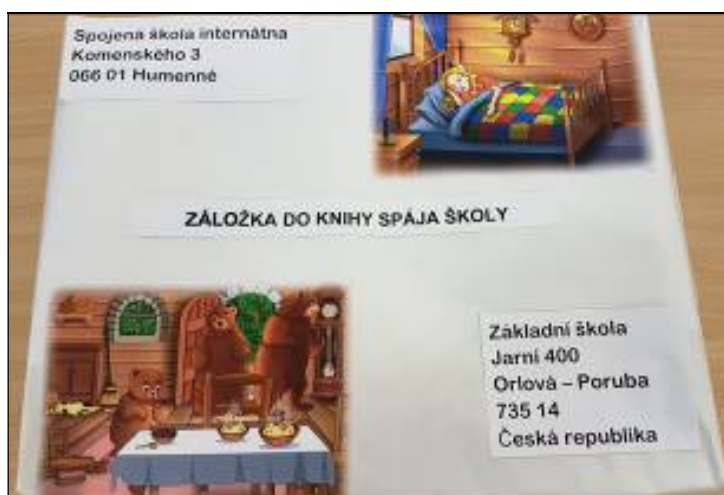 Spojená škola internátna
Komenského 3
066 01 Humenné
ZÁLOŽKA DO KNIHY SPÁJA ŠKOLY
Základní škola
Jarní 400
Orlová – Poruba
735 14
Česká republika